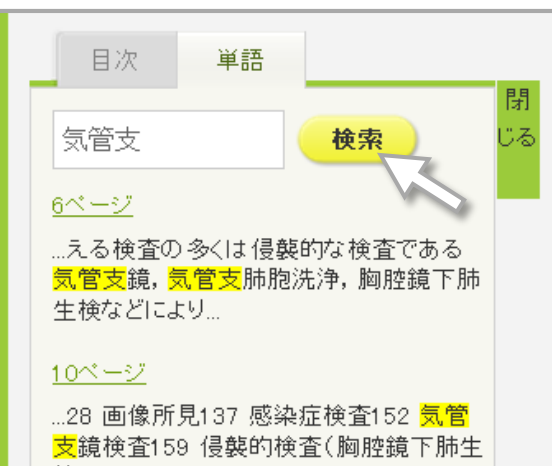 目次
単語
閉
じる
気管支
検索
6ページ
...える検査の多くは侵襲的な検査である
気管支鏡，気管支肺胞洗浄，胸腔鏡下肺
生検などにより...
10ページ
...28 画像所見137 感染症検査152 気管
支鏡検査159 侵襲的検査（胸腔鏡下肺生